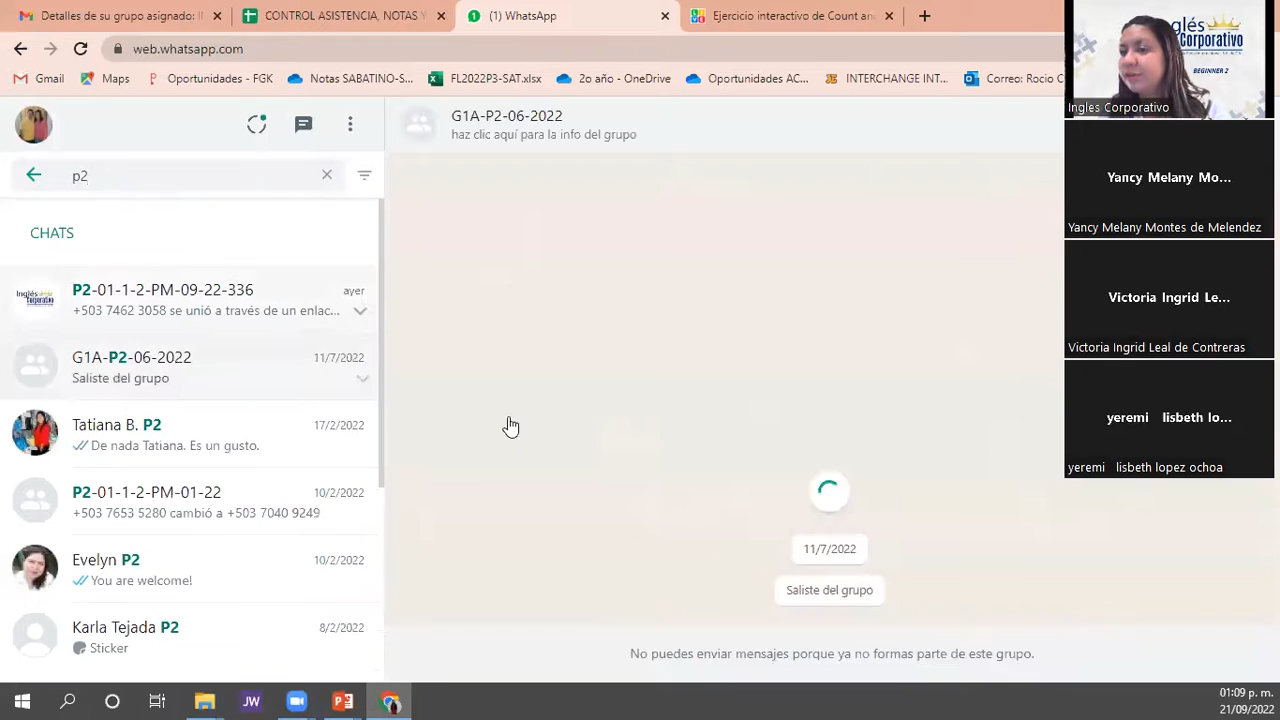 Detalles de su grupo asignado: I
CONTROL ASISTENCIA, NOTAS Y
(1) WhatsApp
Ejercicio interactivo de Count an
web.whatsapp.com
Gmail
Maps
Oportunidades - FGK
Notas SABATINO-S...
FL2022P3-SAT.xlsx
2o año - OneDrive
Oportunidades AC...
INTERCHANGE INT...
Correo: Rocio C
Inglés
Corporativo
BEGINNER 2
Ingles Corporativo
G1A-P2-06-2022
haz clic aquí para la info del grupo
p2
CHATS
P2-01-1-2-PM-09-22-336
ayer
+503 7462 3058 se unió a través de un enlac...
G1A-P2-06-2022
11/7/2022
Saliste del grupo
Tatiana B. P2
17/2/2022
De nada Tatiana. Es un gusto.
P2-01-1-2-PM-01-22
10/2/2022
+503 7653 5280 cambió a +503 7040 9249
Evelyn P2
10/2/2022
You are welcome!
Karla Tejada P2
8/2/2022
Sticker
11/7/2022
Saliste del grupo
No puedes enviar mensajes porque ya no formas parte de este grupo.
Yancy Melany Mo...
Yancy Melany Montes de Melendez
Victoria Ingrid Le...
Victoria Ingrid Leal de Contreras
yeremi lisbeth lo...
yeremi lisbeth lopez ochoa
JW
01:09 p. m.
21/09/2022